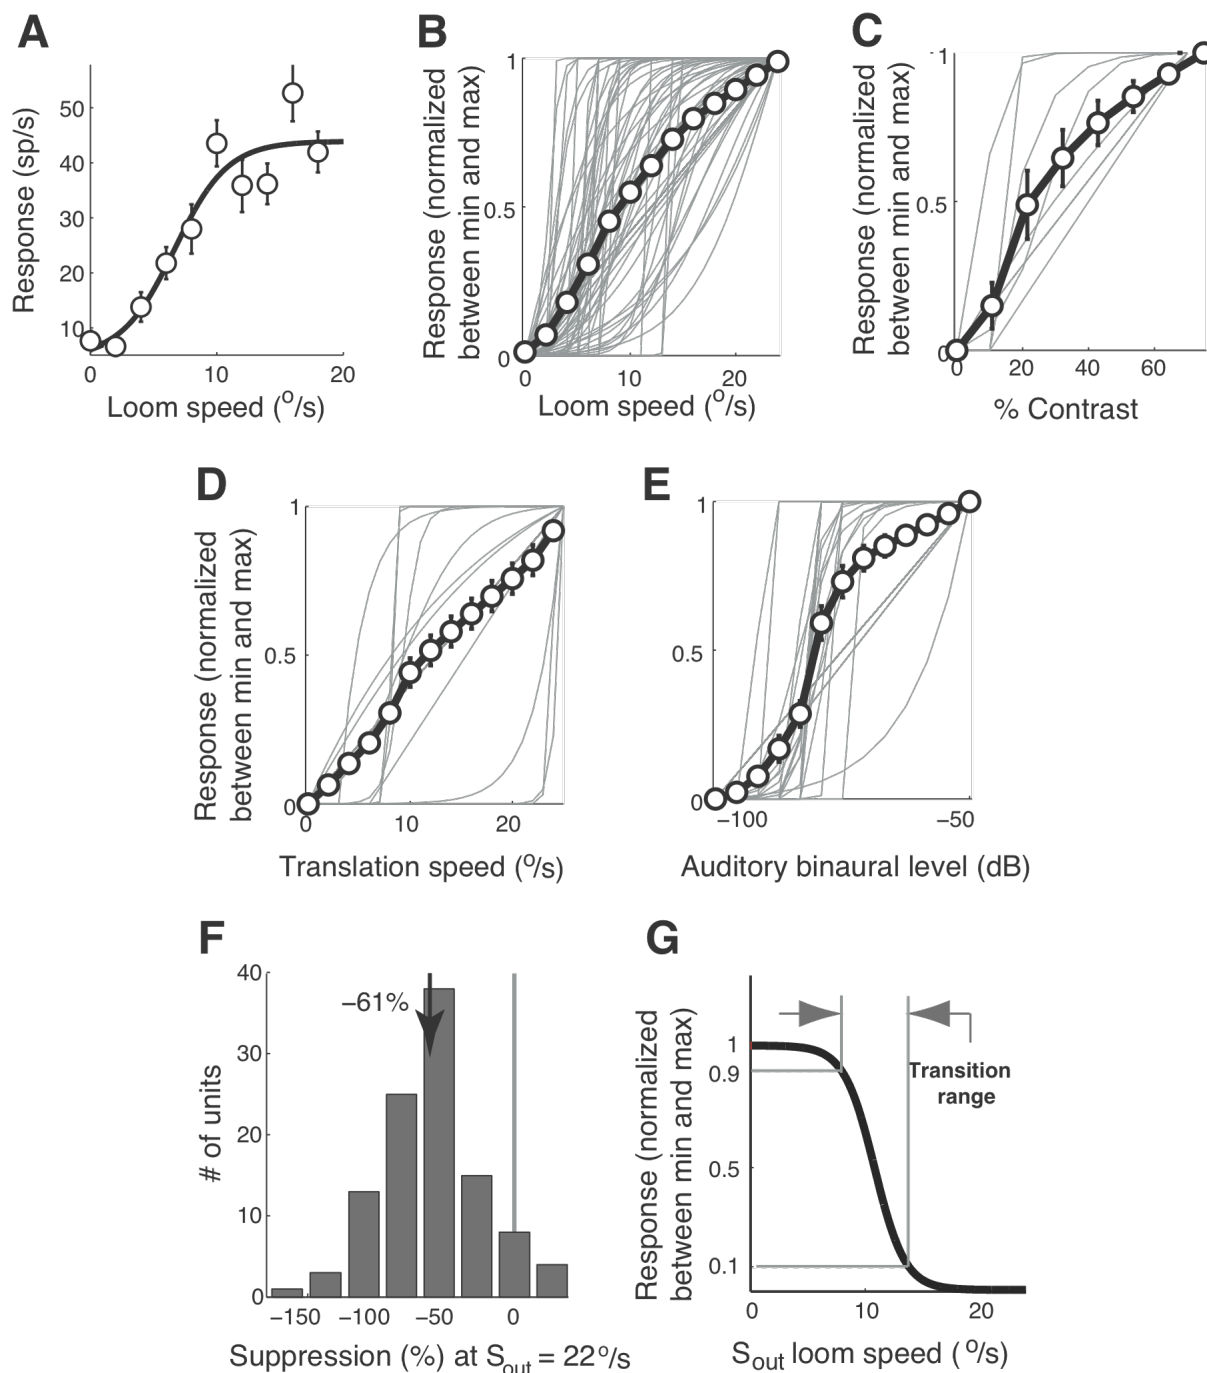 A
Response (sp/s)
50
40
30
20
10
0 10 20
Loom speed (°/s)
B
Response (normalized
between min and max)
1
0.5
0
0 10 20
Loom speed (°/s)
C
Response (normalized
between min and max)
1
0.5
0
0 20 40 60
% Contrast
D
Response (normalized
between min and max)
1
0.5
0
0 10 20
Translation speed (°/s)
E
1
0.5
0
−100 −50
Auditory binaural level (dB)
F
# of units
40
30
20
10
0
−61%
−150 −100 −50 0
Suppression (%) at Sout = 22°/s
G
Response (normalized
between min and max)
1
0.9
0.5
0.1
Transition
range
0 10 20
Sout loom speed (°/s)